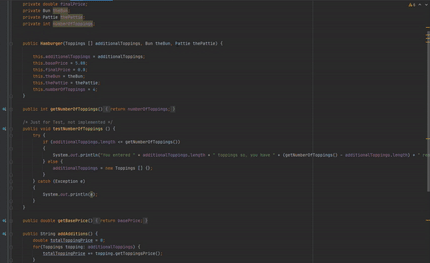 private double finalPrice;
private Bun theBun;
private Pattie thePattie;
private int numberOfToppings;
public Hamburger(Toppings [] additionalToppings, Bun theBun, Pattie thePattie) {
this.additionalToppings = additionalToppings;
this.basePrice = 3.00;
this.finalPrice = 0.0;
this.theBun = theBun;
this.thePattie = thePattie;
this.numberOfToppings = 4;
}
public int getNumberOfToppings() { return numberOfToppings; }
/* Just for test, not implemented */
public void testNumberOfToppings () {
try {
if (additionalToppings.length <= getNumberOfToppings())
{
System.out.println("You entered " + additionalToppings.length + " toppings so, you have " + (getNumberOfToppings() - additionalToppings.length) + "
} else {
additionalToppings = new Toppings [] {};
}
} catch (Exception e)
{
System.out.println(e);
}
}
public double getBasePrice() { return basePrice; }
public String addAdditions() {
double totalToppingPrice = 0;
for(Toppings topping: additionalToppings) {
totalToppingPrice += topping.getToppingsPrice();
}